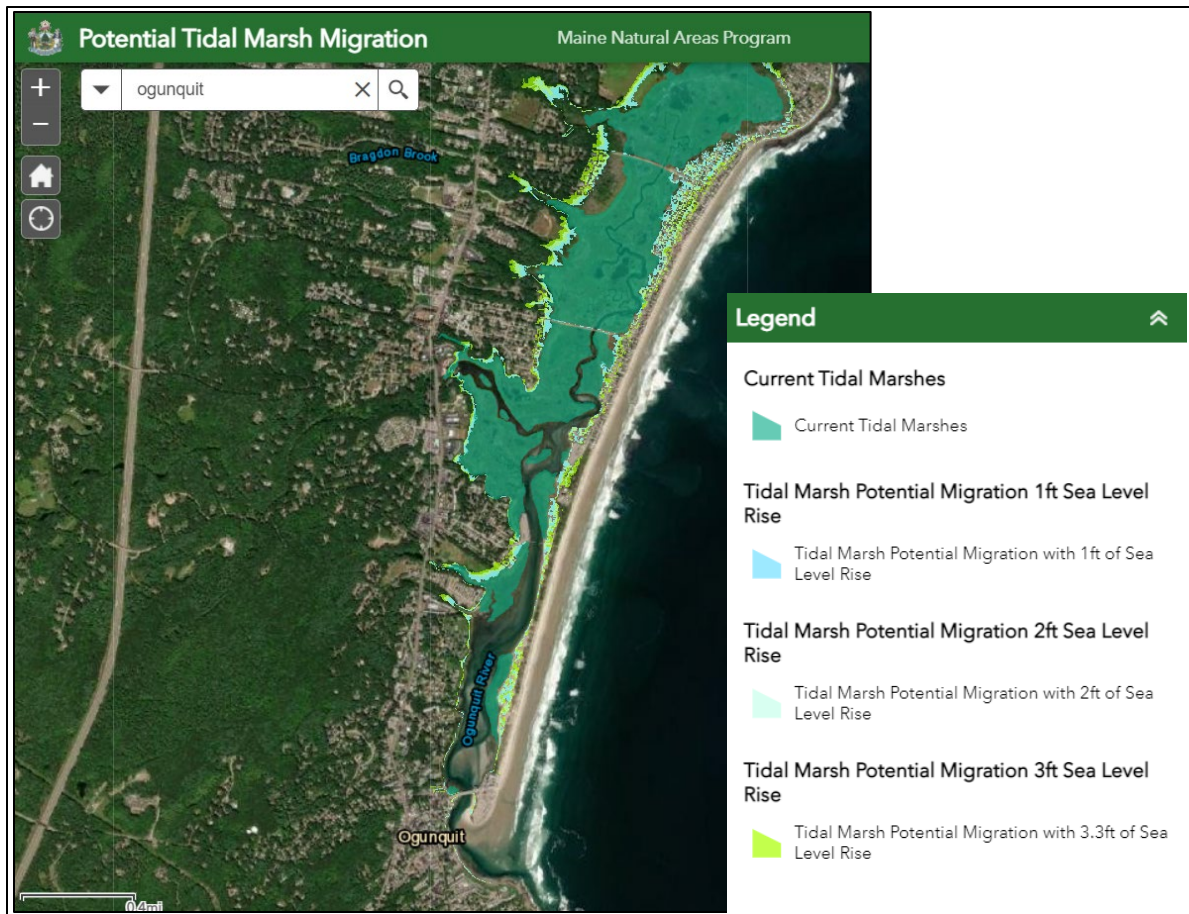 Potential Tidal Marsh Migration
Maine Natural Areas Program
+
ogunquit
−
Bragdon Brook
Ogunquit River
Ogunquit
0.4mi
Legend
Current Tidal Marshes
Current Tidal Marshes
Tidal Marsh Potential Migration 1ft Sea Level
Rise
Tidal Marsh Potential Migration with 1ft of Sea
Level Rise
Tidal Marsh Potential Migration 2ft Sea Level
Rise
Tidal Marsh Potential Migration with 2ft of Sea
Level Rise
Tidal Marsh Potential Migration 3ft Sea Level
Rise
Tidal Marsh Potential Migration with 3.3ft of Sea
Level Rise